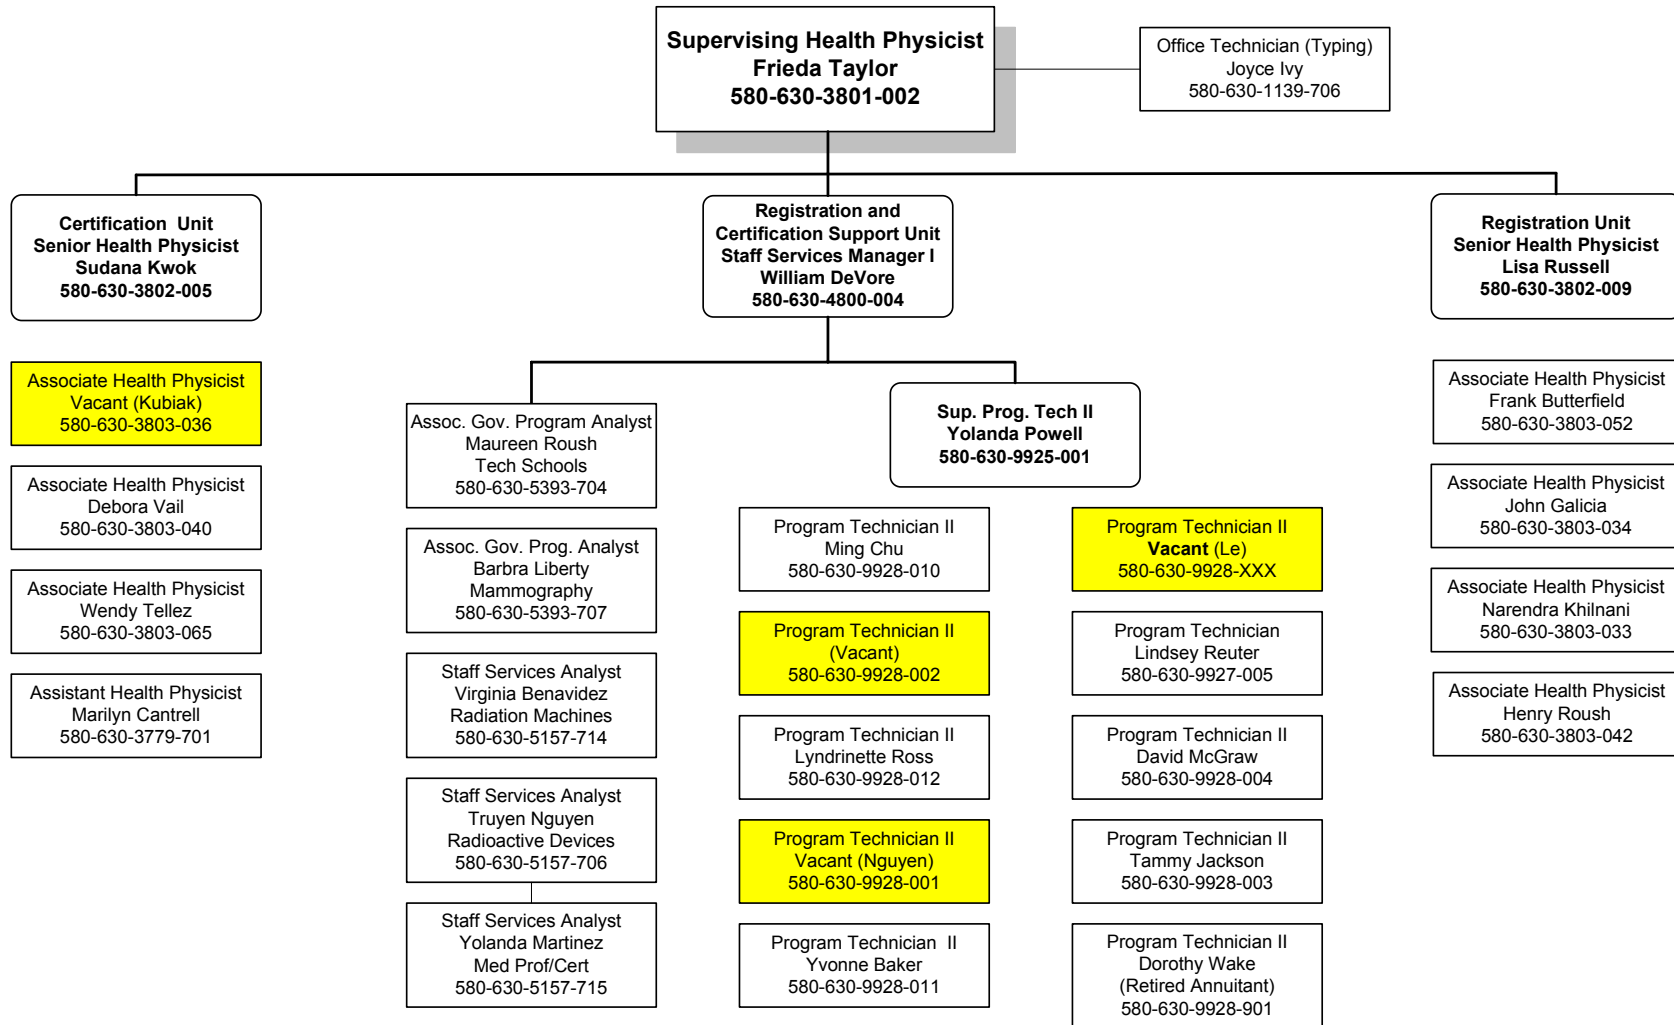 Supervising Health Physicist
Frieda Taylor
580-630-3801-002
Office Technician (Typing)
Joyce Ivy
580-630-1139-706
Certification Unit
Senior Health Physicist
Sudana Kwok
580-630-3802-005
Registration and
Certification Support Unit
Staff Services Manager I
William DeVore
580-630-4800-004
Registration Unit
Senior Health Physicist
Lisa Russell
580-630-3802-009
Associate Health Physicist
Vacant (Kubiak)
580-630-3803-036
Associate Health Physicist
Debora Vail
580-630-3803-040
Associate Health Physicist
Wendy Tellez
580-630-3803-065
Assistant Health Physicist
Marilyn Cantrell
580-630-3779-701
Assoc. Gov. Program Analyst
Maureen Roush
Tech Schools
580-630-5393-704
Assoc. Gov. Prog. Analyst
Barbra Liberty
Mammography
580-630-5393-707
Staff Services Analyst
Virginia Benavidez
Radiation Machines
580-630-5157-714
Staff Services Analyst
Truyen Nguyen
Radioactive Devices
580-630-5157-706
Staff Services Analyst
Yolanda Martinez
Med Prof/Cert
580-630-5157-715
Sup. Prog. Tech II
Yolanda Powell
580-630-9925-001
Program Technician II
Ming Chu
580-630-9928-010
Program Technician II
(Vacant)
580-630-9928-002
Program Technician II
Lyndrinette Ross
580-630-9928-012
Program Technician II
Vacant (Nguyen)
580-630-9928-001
Program Technician II
Yvonne Baker
580-630-9928-011
Program Technician II
Vacant (Le)
580-630-9928-XXX
Program Technician
Lindsey Reuter
580-630-9927-005
Program Technician II
David McGraw
580-630-9928-004
Program Technician II
Tammy Jackson
580-630-9928-003
Program Technician II
Dorothy Wake
(Retired Annuitant)
580-630-9928-901
Associate Health Physicist
Frank Butterfield
580-630-3803-052
Associate Health Physicist
John Galicia
580-630-3803-034
Associate Health Physicist
Narendra Khilnani
580-630-3803-033
Associate Health Physicist
Henry Roush
580-630-3803-042